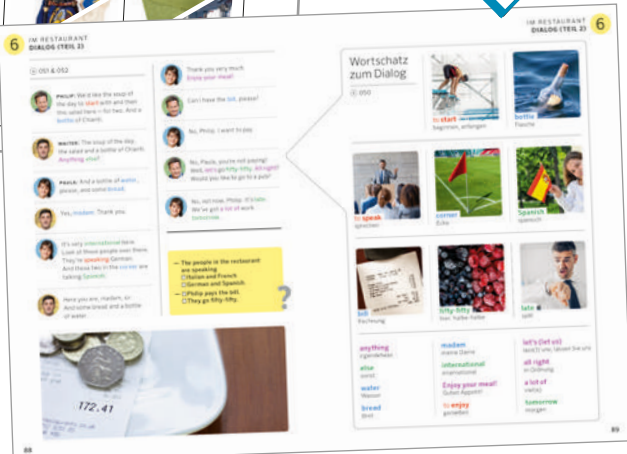 6
IM RESTAURANT
DIALOG (TEIL 2)
051 & 052
PHILIP: We'd like the soup of
the day to start with and then
this salad here – for two. And a
bottle of Chianti.
WAITER: The soup of the day,
the salad and a bottle of Chianti.
Anything else?
PAULA: And a bottle of water,
please, and some bread.
Yes, madam. Thank you.
It's very international here.
Look at those people over there.
They're speaking German.
And those two in the corner are
talking Spanish.
Here you are, madam, sir.
And some bread and a bottle
of water.
Thank you very much.
Enjoy your meal!
Can I have the bill, please?
No, Philip. I want to pay.
No, Paula, you're not paying!
Well, let's go fifty-fifty. All right?
Would you like to go to a pub?
No, not now, Philip. It's late.
We've got a lot of work
tomorrow.
— The people in the restaurant
are speaking
Italian and French
German and Spanish.
— Philip pays the bill.
They go fifty-fifty.
?
172.41
88
IM RESTAURANT
DIALOG (TEIL 2)
6
Wortschatz
zum Dialog
050
to start
beginnen, anfangen
bottle
Flasche
to speak
sprechen
corner
Ecke
Spanish
spanisch
bill
Rechnung
fifty-fifty
hier: halbe-halbe
late
spät
anything
irgendetwas
else
sonst
water
Wasser
bread
Brot
madam
meine Dame
international
international
Enjoy your meal!
Guten Appetit!
to enjoy
genießen
let's (let us)
all right
in Ordnung
a lot of
viel(e)
tomorrow
morgen
89